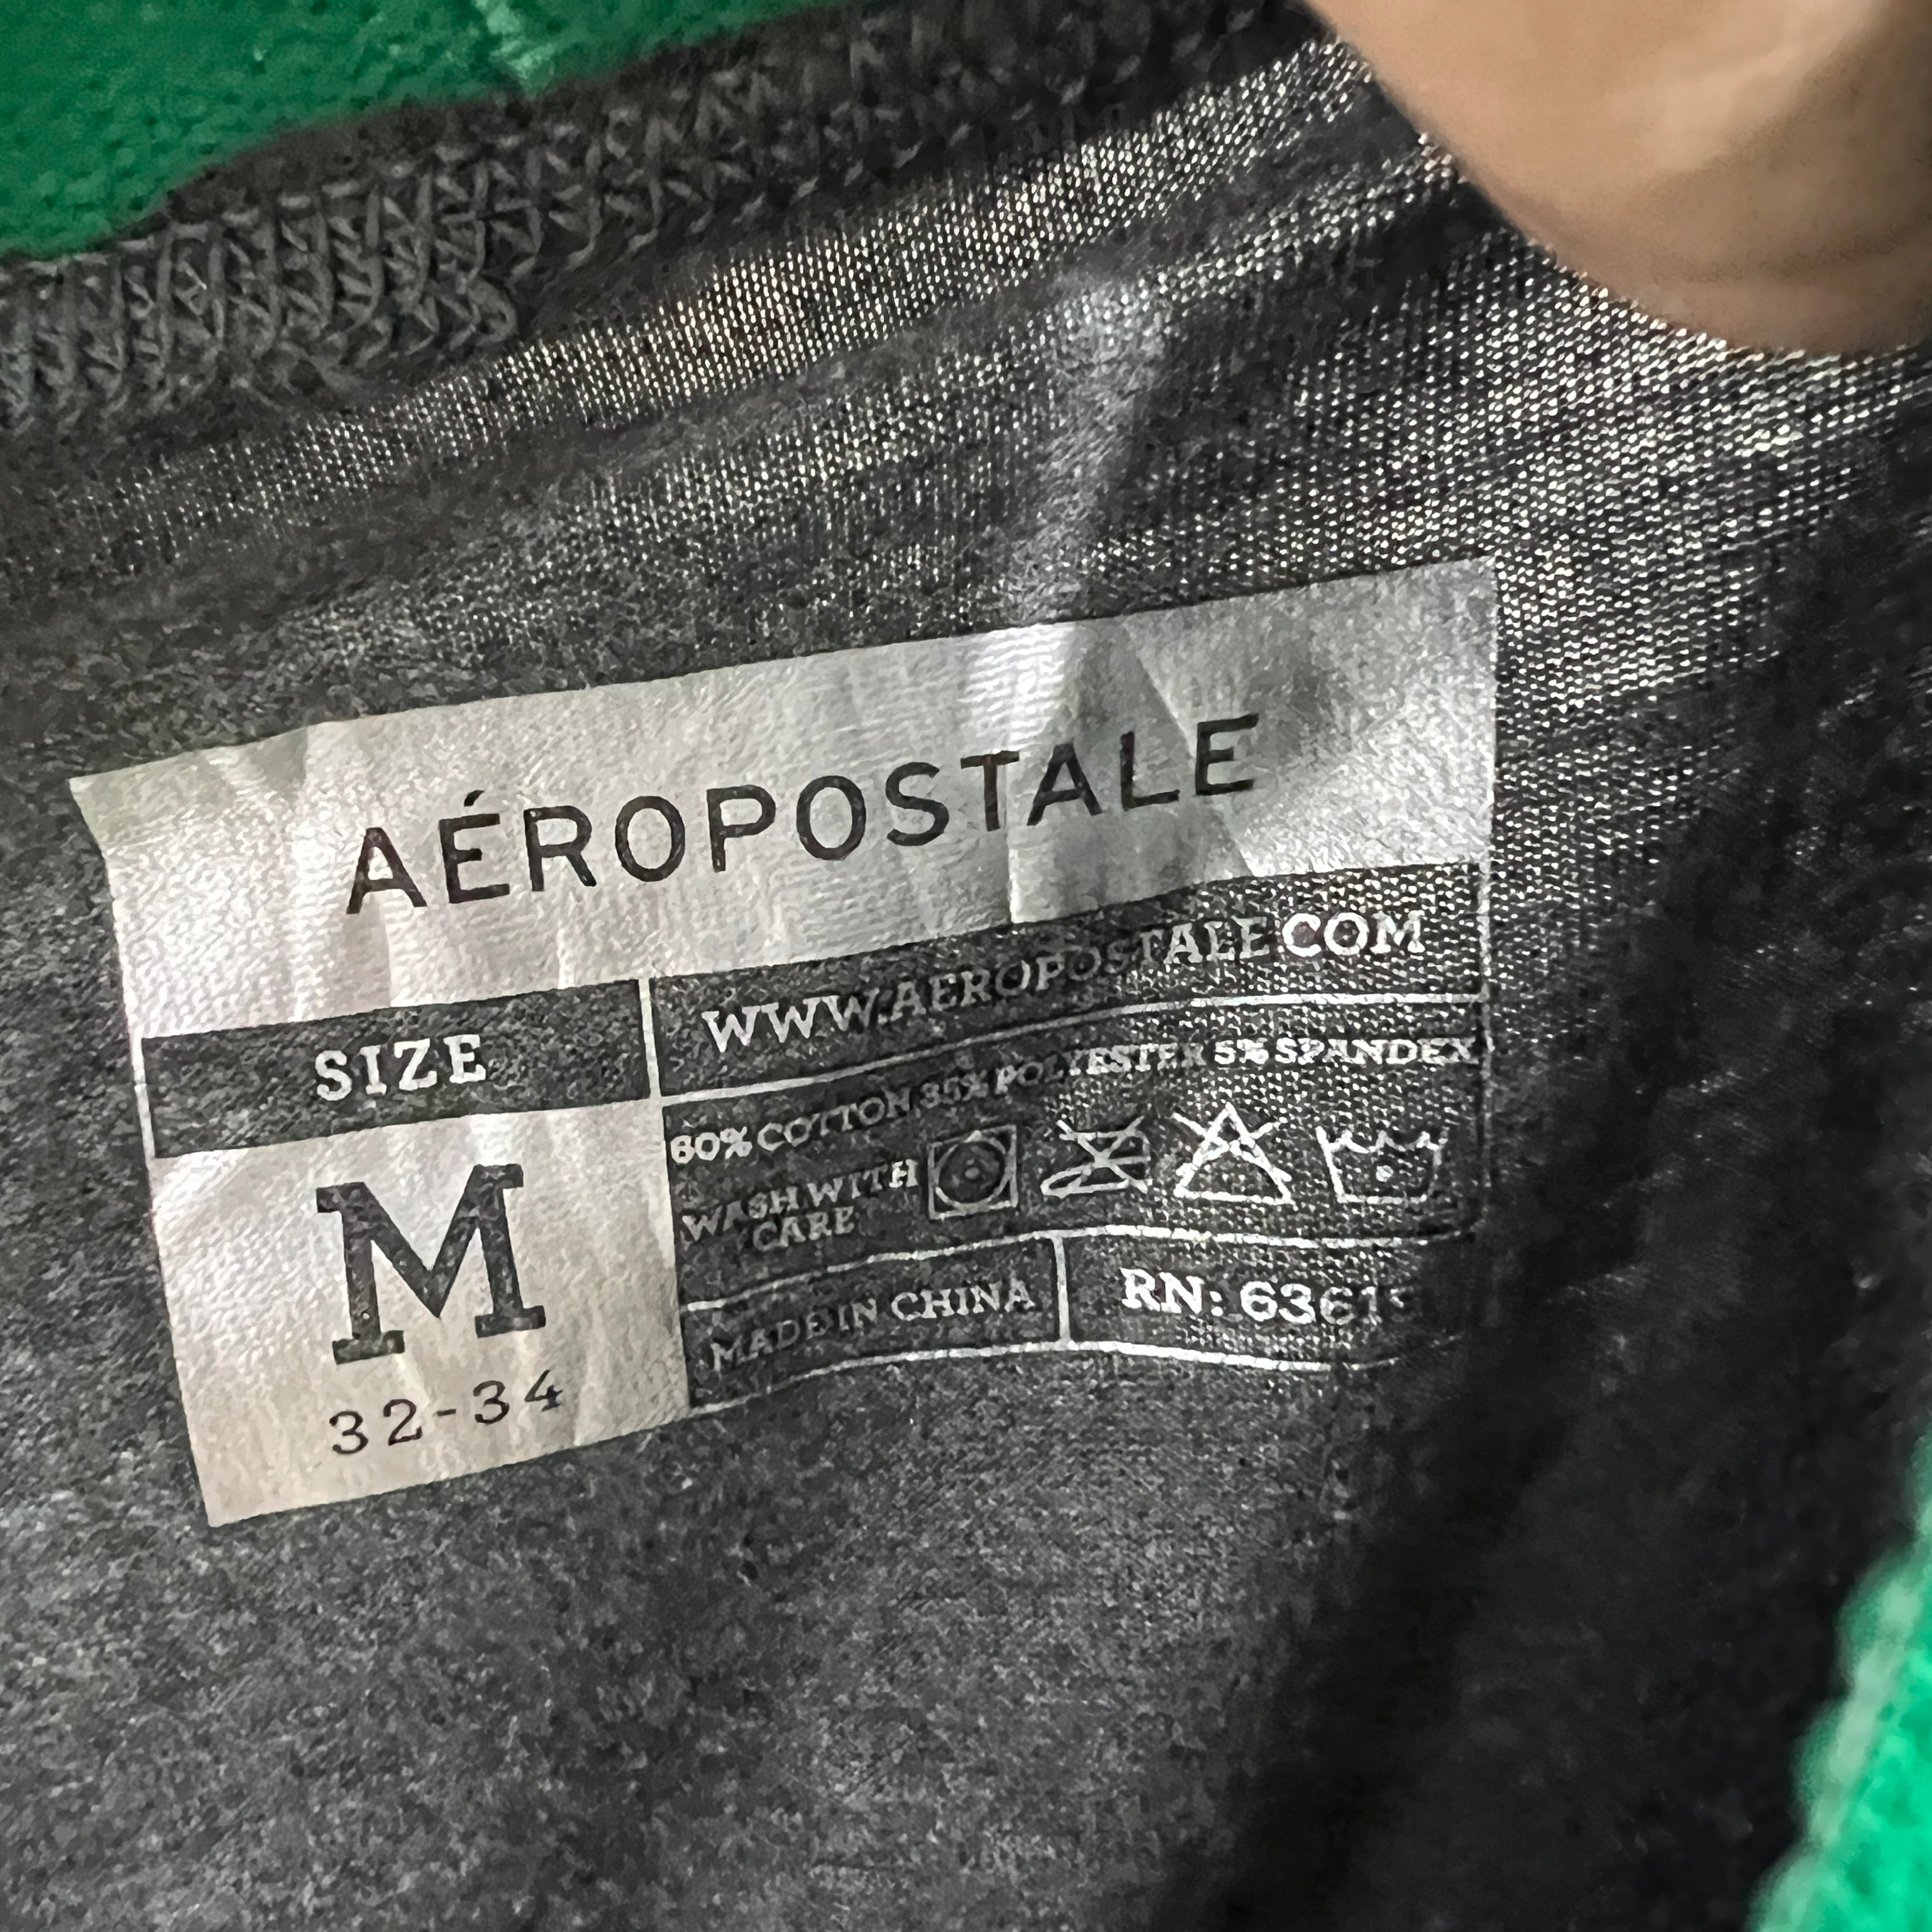 AÉROPOSTALE
SIZE
WWW.AEROPOSTALE.COM
M
32-34
60% COTTON 35% POLYESTER 5% SPANDEX
WASH WITH
CARE
MADE IN CHINA
RN: